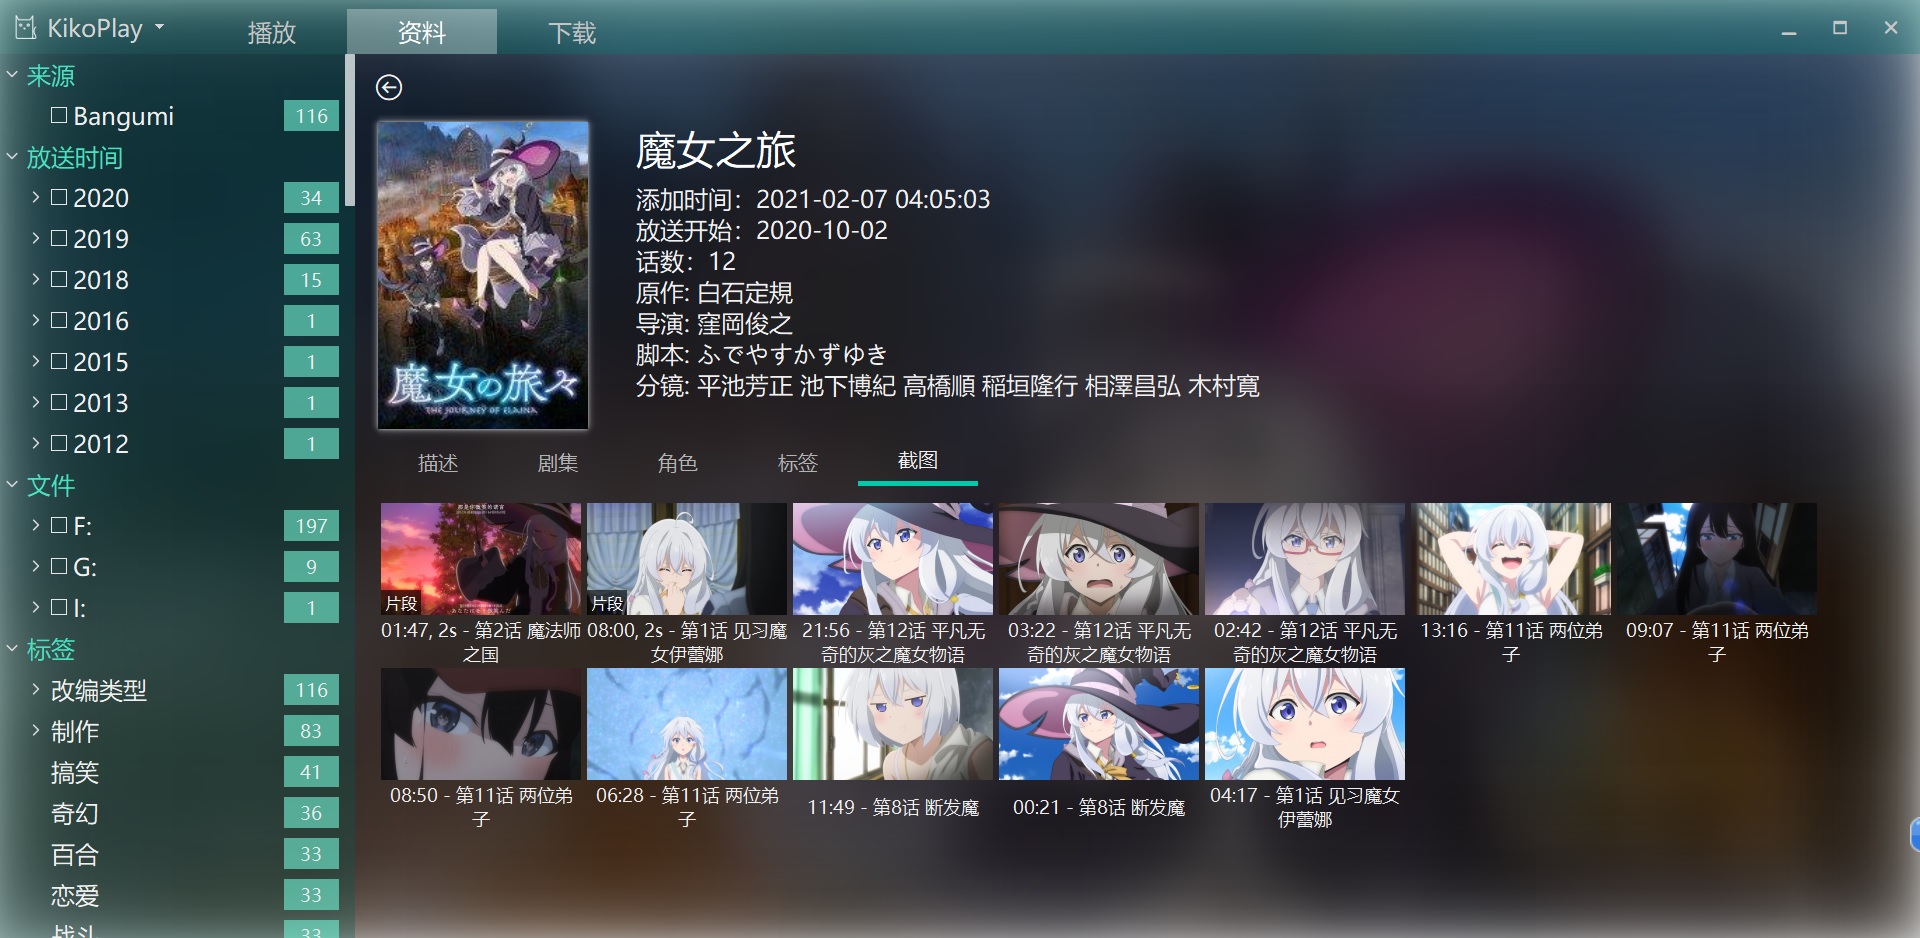 KikoPlay
播放
资料
下载
来源
Bangumi 116
放送时间
2020 34
2019 63
2018 15
2016 1
2015 1
2013 1
2012 1
文件
F: 197
G: 9
I: 1
标签
改编类型 116
制作 83
搞笑 41
奇幻 36
百合 33
恋爱 33
战斗 33
魔女の旅々
THE JOURNEY OF ELAINA
魔女之旅
添加时间：2021-02-07 04:05:03
放送开始：2020-10-02
话数：12
原作: 白石定規
导演: 窪岡俊之
脚本: ふでやすかずゆき
分镜: 平池芳正 池下博紀 高橋順 稲垣隆行 相澤昌弘 木村寛
描述
剧集
角色
标签
截图
片段
01:47, 2s - 第2话 魔法师
之国
片段
08:00, 2s - 第1话 见习魔
女伊蕾娜
21:56 - 第12话 平凡无
奇的灰之魔女物语
03:22 - 第12话 平凡无
奇的灰之魔女物语
02:42 - 第12话 平凡无
奇的灰之魔女物语
13:16 - 第11话 两位弟
子
09:07 - 第11话 两位弟
子
08:50 - 第11话 两位弟
子
06:28 - 第11话 两位弟
子
11:49 - 第8话 断发魔
00:21 - 第8话 断发魔
04:17 - 第1话 见习魔女
伊蕾娜